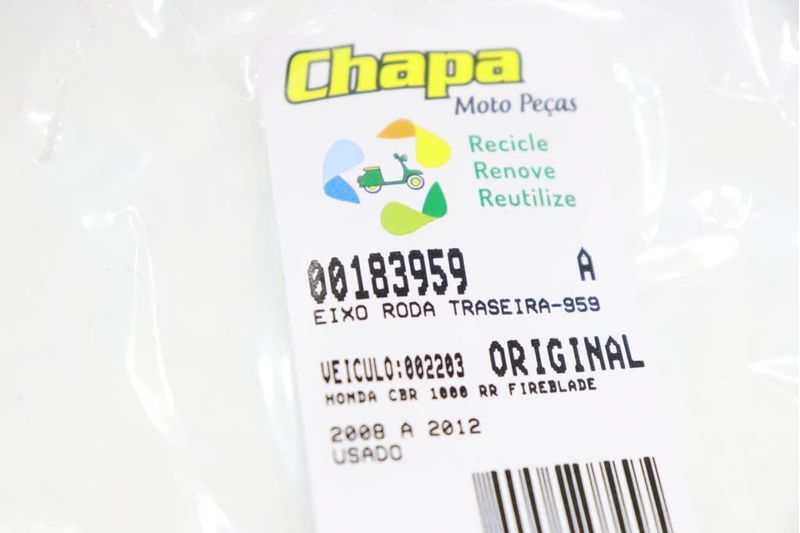 Chapa
Moto Peças
Recicle
Renove
Reutilize
00183959 A
EIXO RODA TRASEIRA-959
VEICULO:002203 ORIGINAL
HONDA CBR 1000 RR FIREBLADE
2008 A 2012
USADO